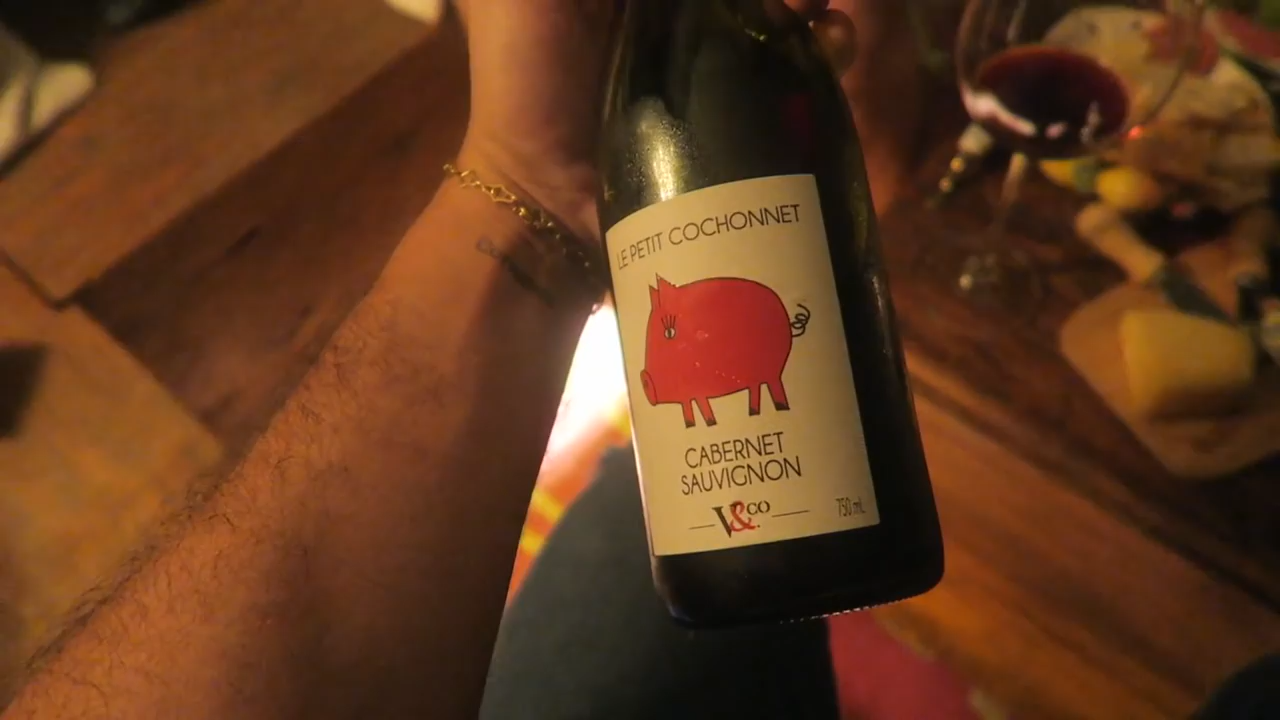 LE PETIT COCHONNET
CABERNET
SAUVIGNON
V&CO.
750 mL